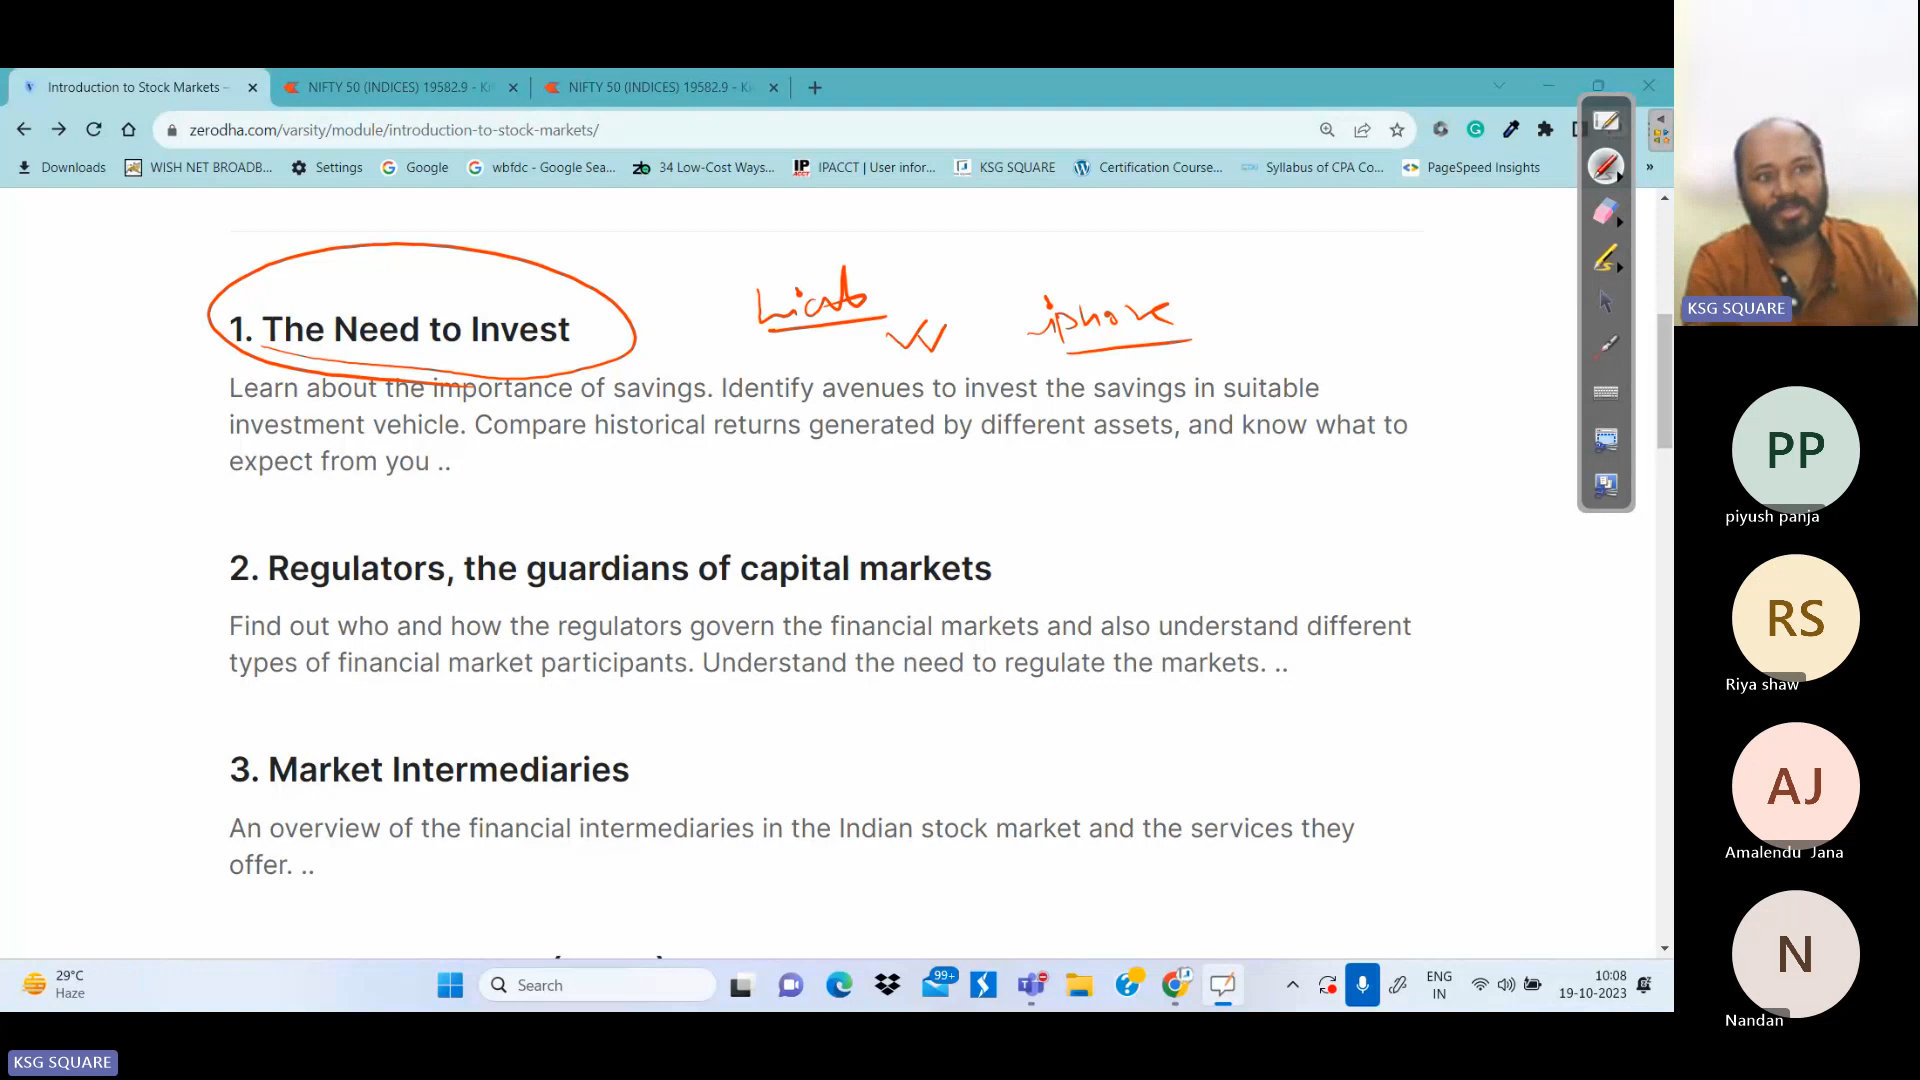 Introduction to Stock Markets –
NIFTY 50 (INDICES) 19582.9 - Ki
NIFTY 50 (INDICES) 19582.9 - Ki
zerodha.com/varsity/module/introduction-to-stock-markets/
Downloads
WISH NET BROADB...
Settings
Google
wbfdc - Google Sea...
34 Low-Cost Ways...
IPACCT | User infor...
KSG SQUARE
Certification Course...
Syllabus of CPA Co...
PageSpeed Insights
»
KSG SQUARE
iphone
1. The Need to Invest
Learn about the importance of savings. Identify avenues to invest the savings in suitable
investment vehicle. Compare historical returns generated by different assets, and know what to
expect from you ..
2. Regulators, the guardians of capital markets
Find out who and how the regulators govern the financial markets and also understand different
types of financial market participants. Understand the need to regulate the markets. ..
3. Market Intermediaries
An overview of the financial intermediaries in the Indian stock market and the services they
offer. ..
PP
piyush panja
RS
Riya shaw
AJ
Amalendu Jana
N
Nandan
29°C
Haze
Search
99+
ENG
IN
10:08
19-10-2023
KSG SQUARE